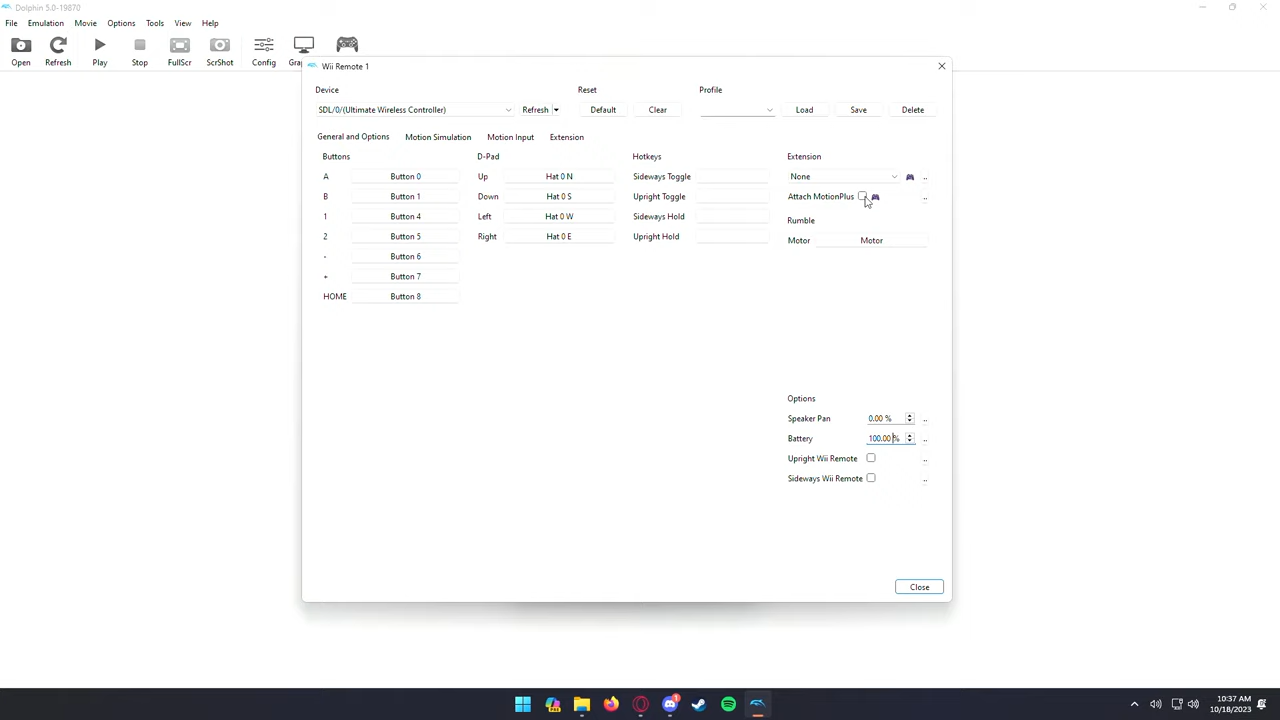 Dolphin 5.0-19870
File Emulation Movie Options Tools View Help
Open Refresh Play Stop FullScr ScrShot Config
Wii Remote 1
Device Reset Profile
SDL/0/(Ultimate Wireless Controller) Refresh Default Clear Load Save Delete
General and Options Motion Simulation Motion Input Extension
Buttons D-Pad Hotkeys Extension
A Button 0 Up Hat 0 N Sideways Toggle None ..
B Button 1 Down Hat 0 S Upright Toggle Attach MotionPlus ..
1 Button 4 Left Hat 0 W Sideways Hold Rumble
2 Button 5 Right Hat 0 E Upright Hold Motor Motor
- Button 6
+ Button 7
HOME Button 8
Options
Speaker Pan 0.00 % ..
Battery 100.00 % ..
Upright Wii Remote ..
Sideways Wii Remote ..
Close
1
10:37 AM
10/18/2023